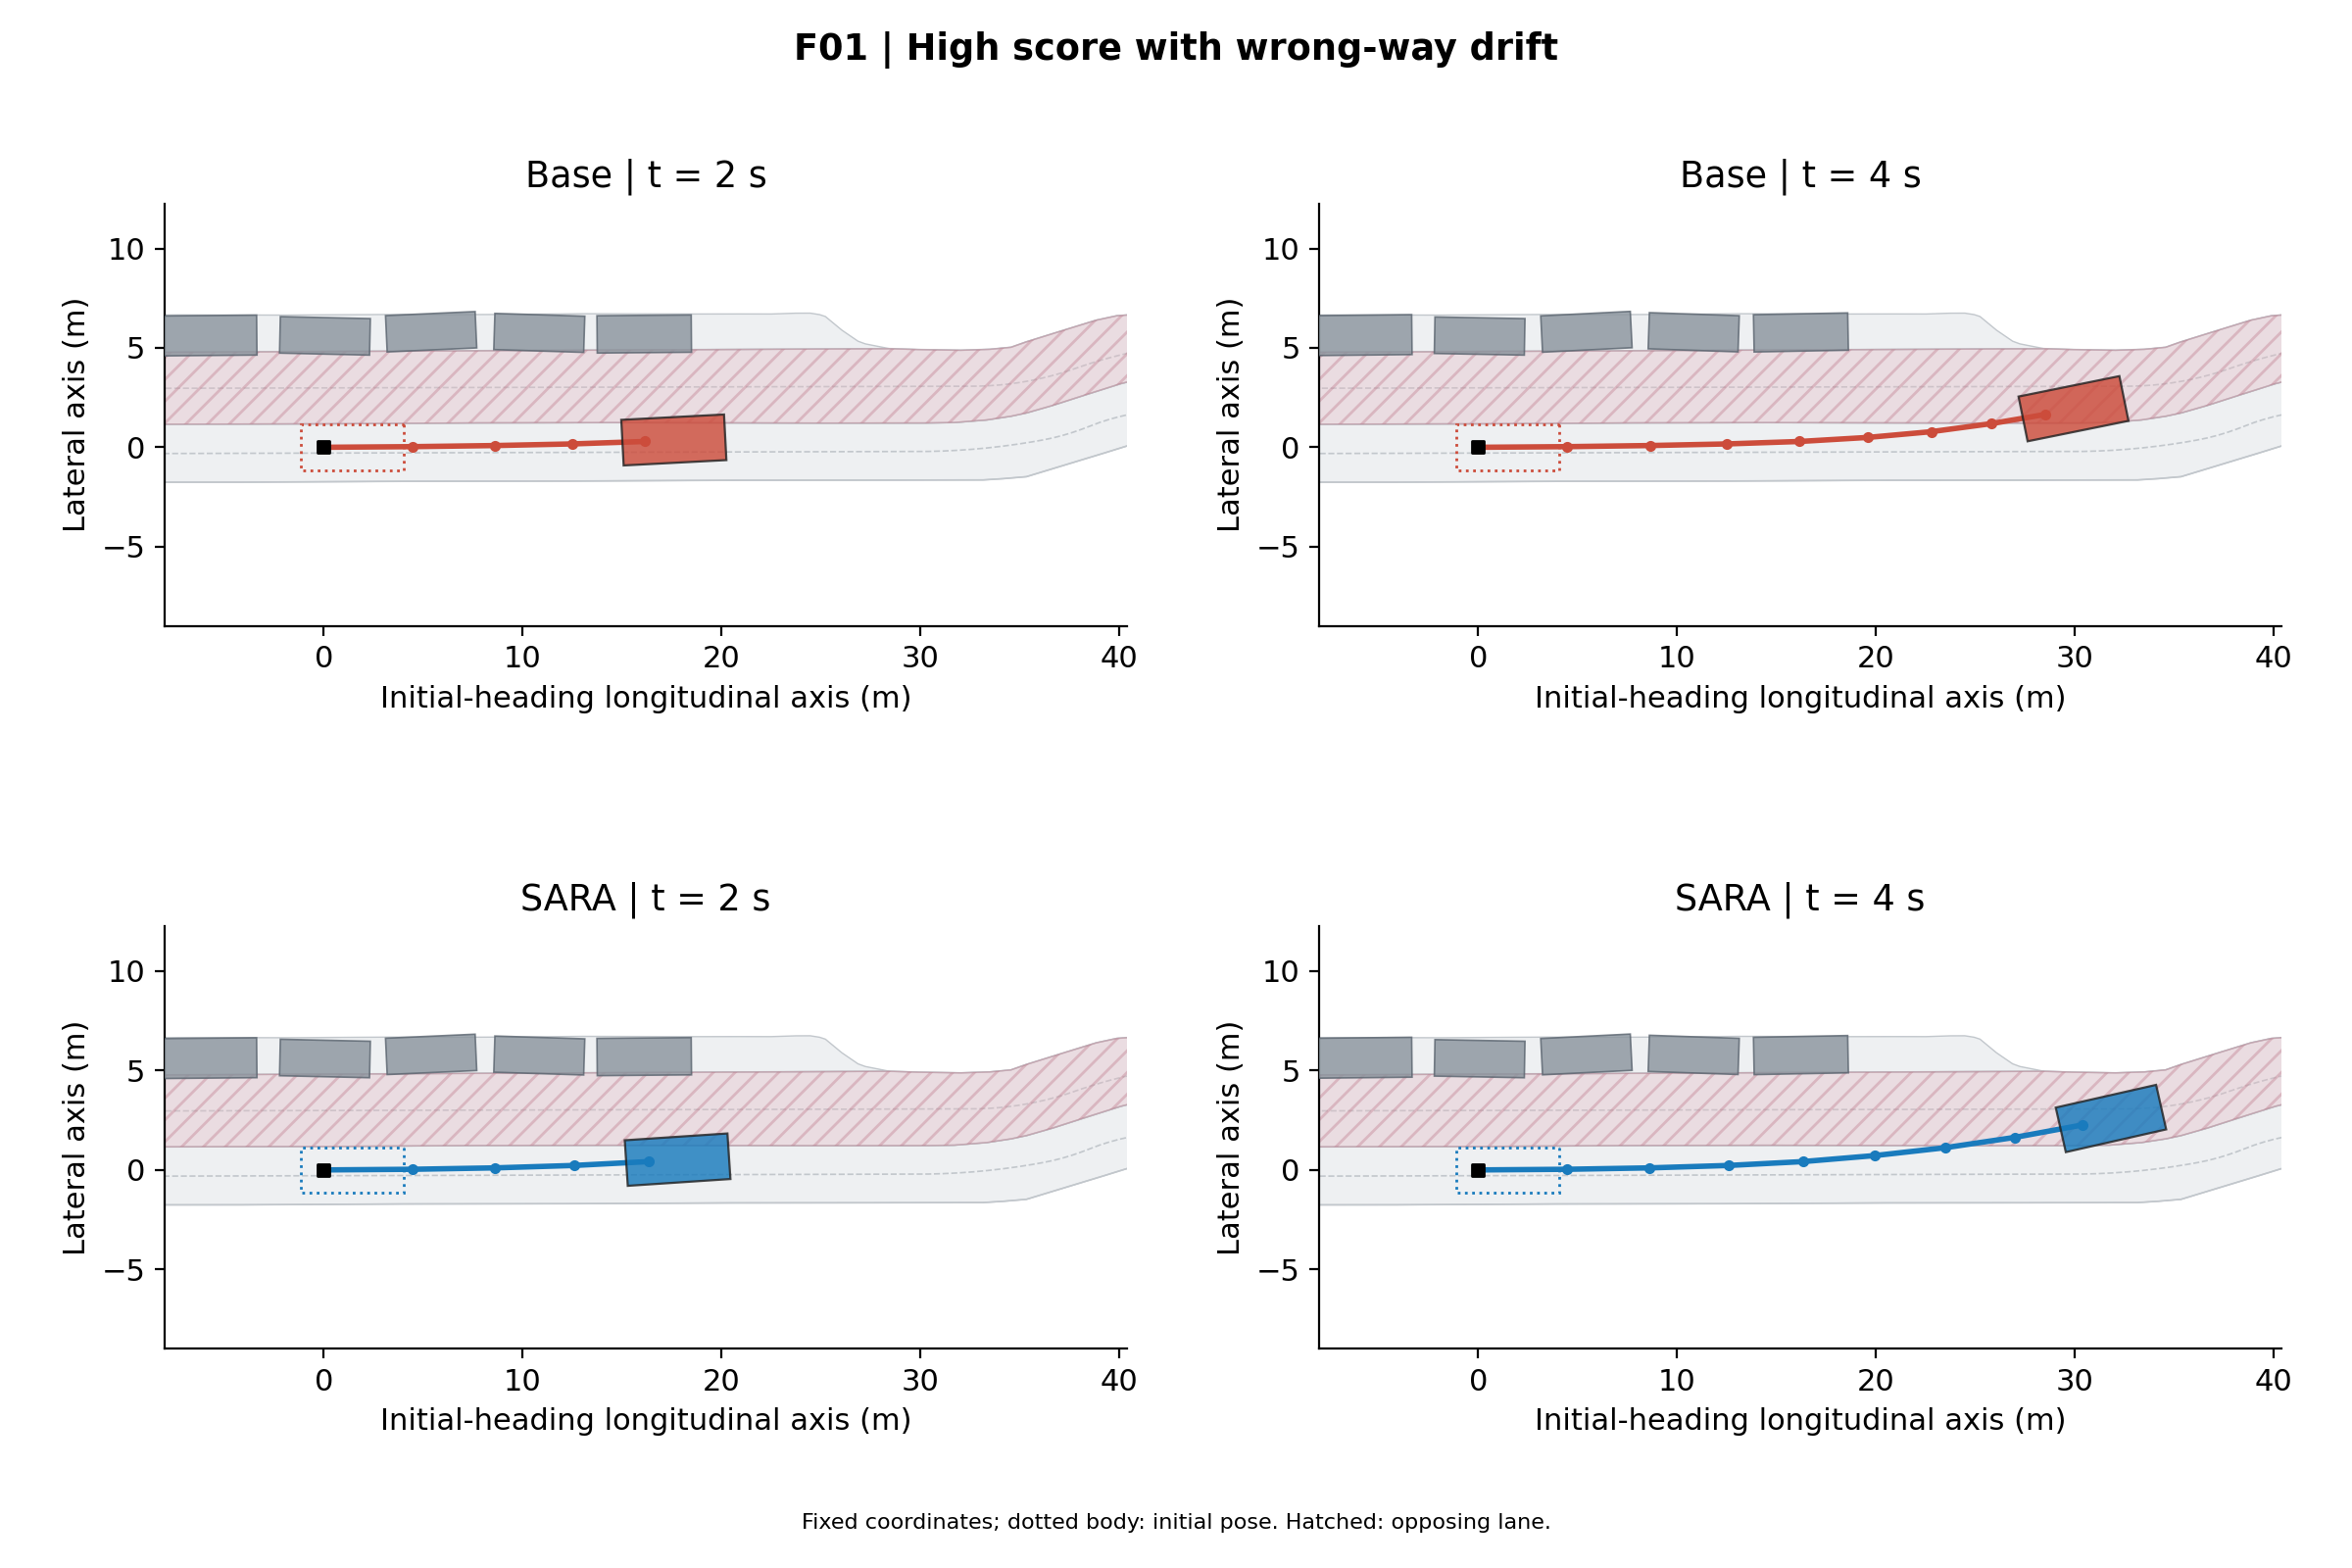 F01 | High score with wrong-way drift
Base | t = 2 s
10
5
0
−5
Lateral axis (m)
0 10 20 30 40
Initial-heading longitudinal axis (m)
Base | t = 4 s
10
5
0
−5
Lateral axis (m)
0 10 20 30 40
Initial-heading longitudinal axis (m)
SARA | t = 2 s
10
5
0
−5
Lateral axis (m)
0 10 20 30 40
Initial-heading longitudinal axis (m)
SARA | t = 4 s
10
5
0
−5
Lateral axis (m)
0 10 20 30 40
Initial-heading longitudinal axis (m)
Fixed coordinates; dotted body: initial pose. Hatched: opposing lane.